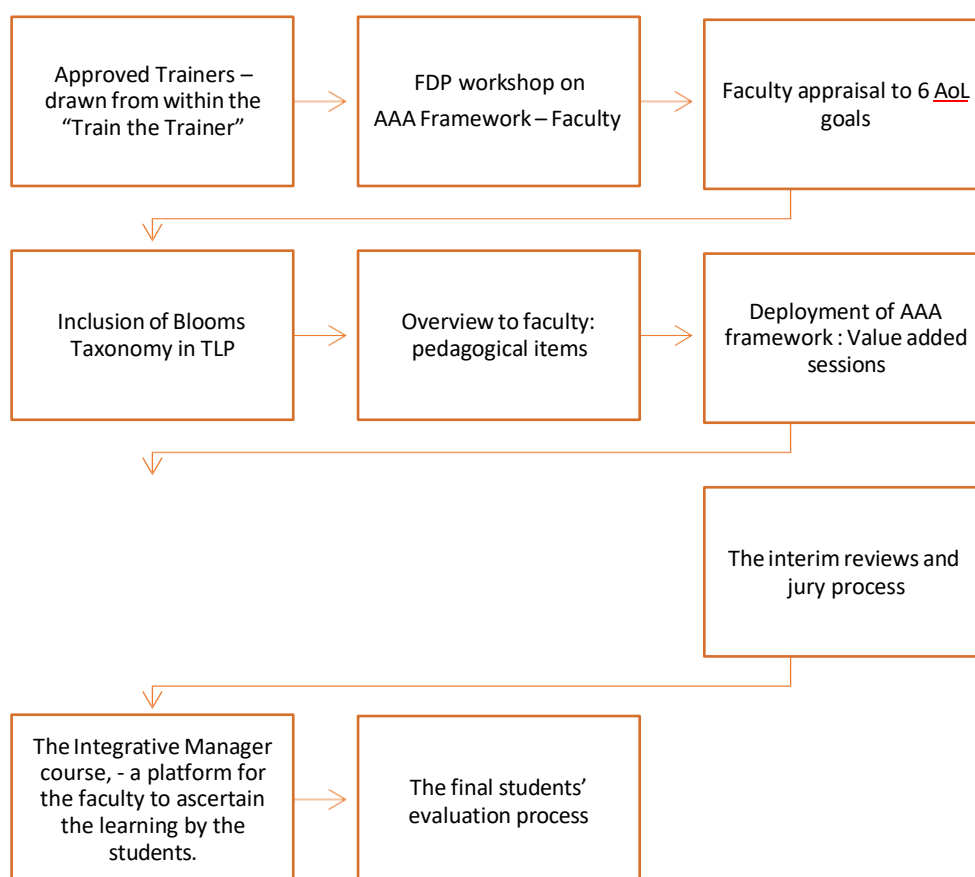 Approved Trainers –
drawn from within the
“Train the Trainer”
FDP workshop on
AAA Framework – Faculty
Faculty appraisal to 6 AoL
goals
Inclusion of Blooms
Taxonomy in TLP
Overview to faculty:
pedagogical items
Deployment of AAA
framework : Value added
sessions
The interim reviews and
jury process
The Integrative Manager
course, - a platform for
the faculty to ascertain
the learning by the
students.
The final students’
evaluation process